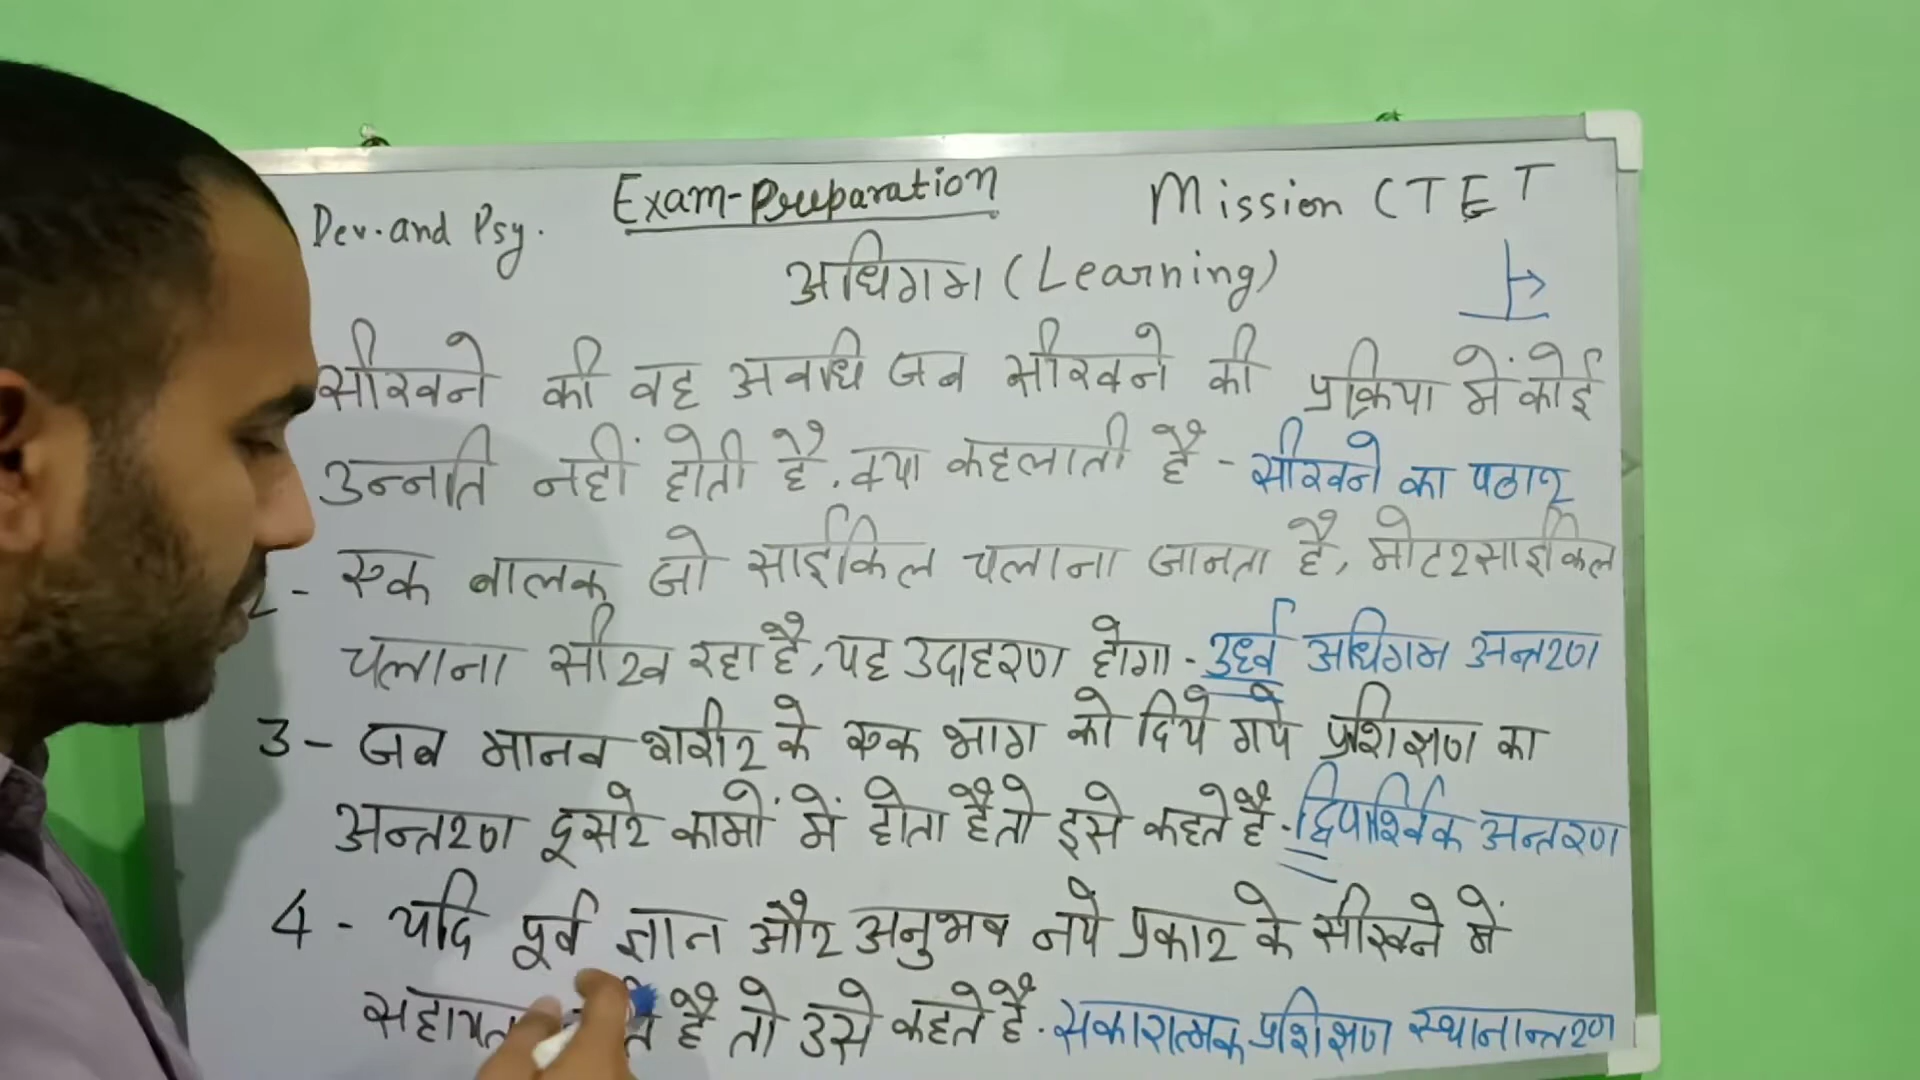 Dev. and Psy. Exam-Preparation Mission CTET
अधिगम (Learning)
सीखने की वह अवधि जब सीखने की प्रक्रिया में कोई
उन्नति नहीं होती है, क्या कहलाती है - सीखने का पठार
2- एक बालक जो साईकिल चलाना जानता है, मोटरसाईकिल
चलाना सीख रहा है, यह उदाहरण होगा - उर्ध्व अधिगम अन्तरण
3 - जब मानव शरीर के एक भाग को दिये गये प्रशिक्षण का
अन्तरण दूसरे कामों में होता है तो इसे कहते है - द्विपार्श्विक अन्तरण
4 - यदि पूर्व ज्ञान और अनुभव नये प्रकार के सीखने में
है तो उसे कहते है - सकारात्मक प्रशिक्षण स्थानान्तरण